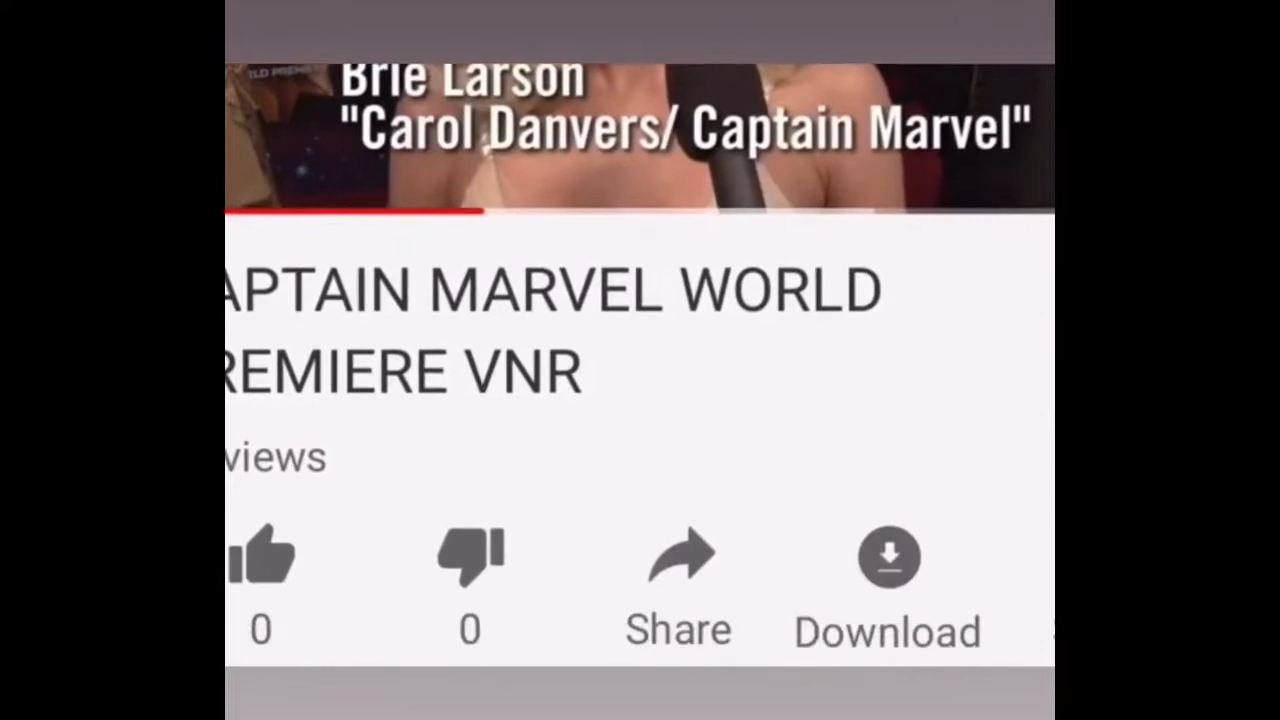 Brie Larson
"Carol Danvers/ Captain Marvel"
APTAIN MARVEL WORLD
REMIERE VNR
views
0
0
Share
Download